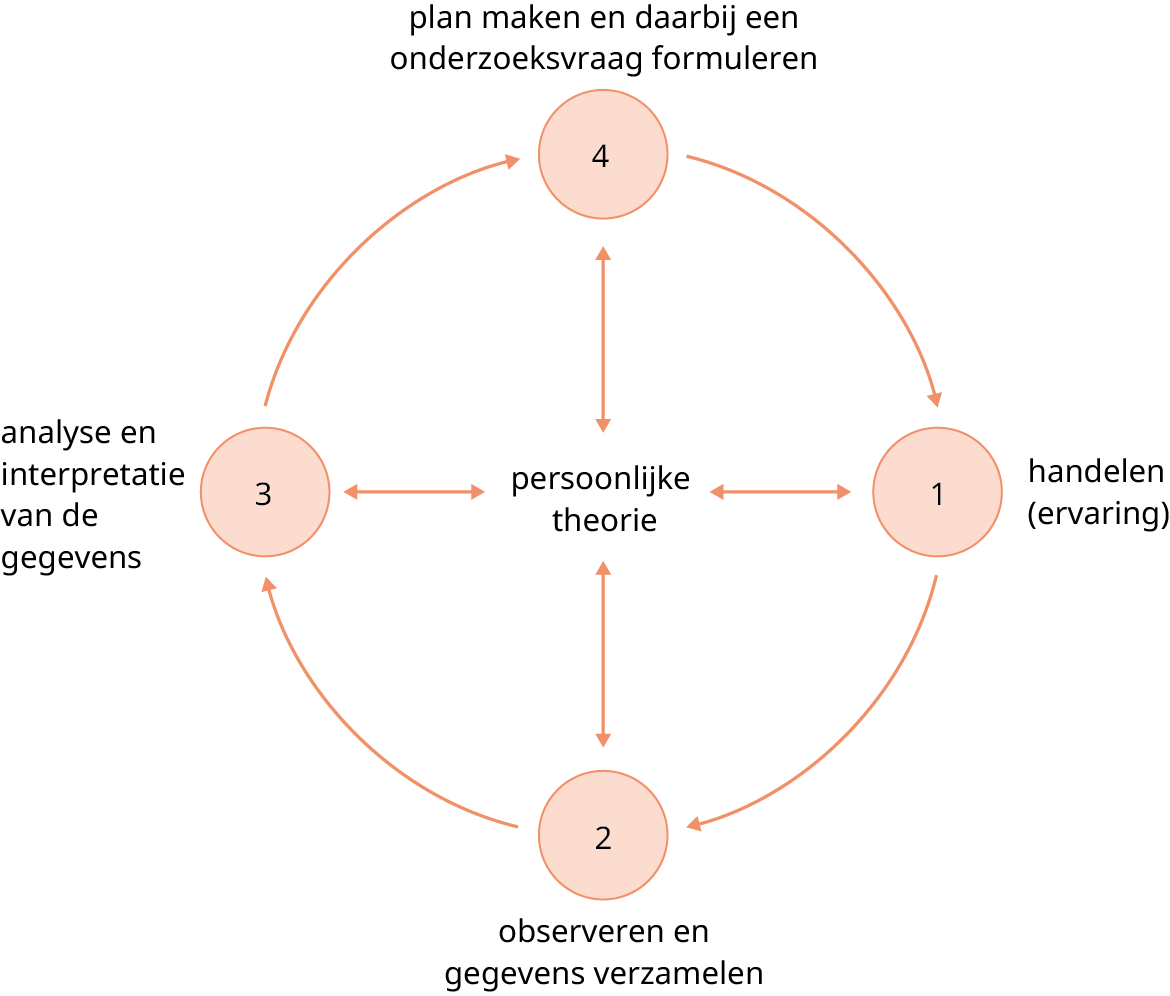 plan maken en daarbij een
onderzoeksvraag formuleren
4
analyse en
interpretatie
van de
gegevens
3
persoonlijke
theorie
1
handelen
(ervaring)
2
observeren en
gegevens verzamelen